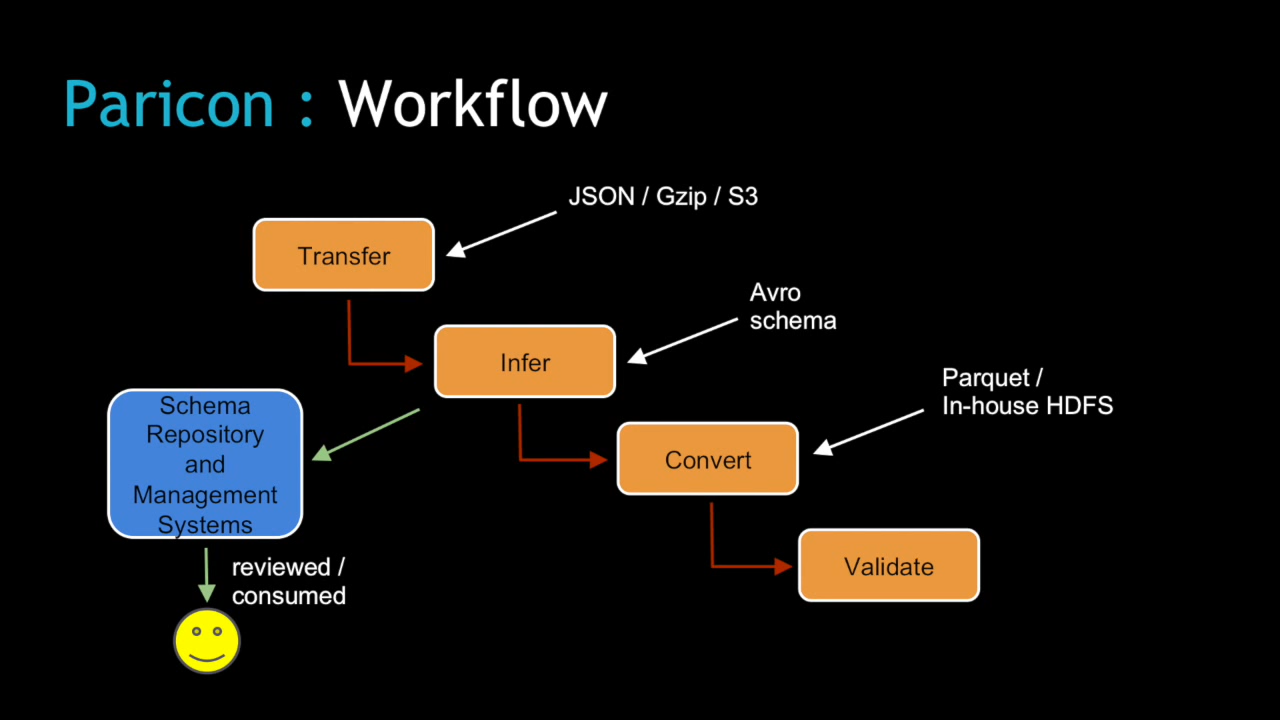 Paricon : Workflow
JSON / Gzip / S3
Transfer
Avro
schema
Infer
Parquet /
In-house HDFS
Schema
Repository
and
Management
Systems
Convert
Validate
reviewed /
consumed